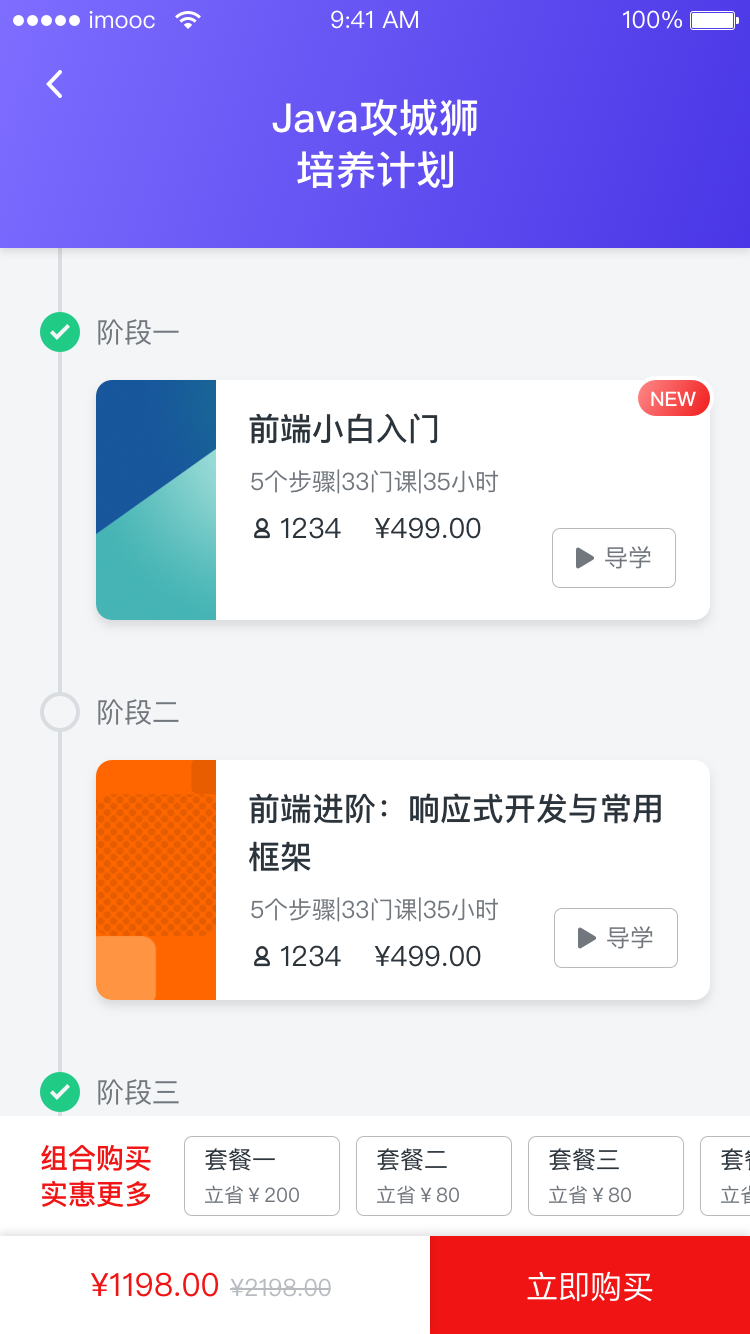 imooc 9:41 AM 100%
Java攻城狮
培养计划
阶段一
NEW
前端小白入门
5个步骤|33门课|35小时
1234 ¥499.00
导学
阶段二
前端进阶：响应式开发与常用
框架
5个步骤|33门课|35小时
1234 ¥499.00
导学
阶段三
组合购买
实惠更多
套餐一
立省￥200
套餐二
立省￥80
套餐三
立省￥80
¥1198.00 ¥2198.00
立即购买